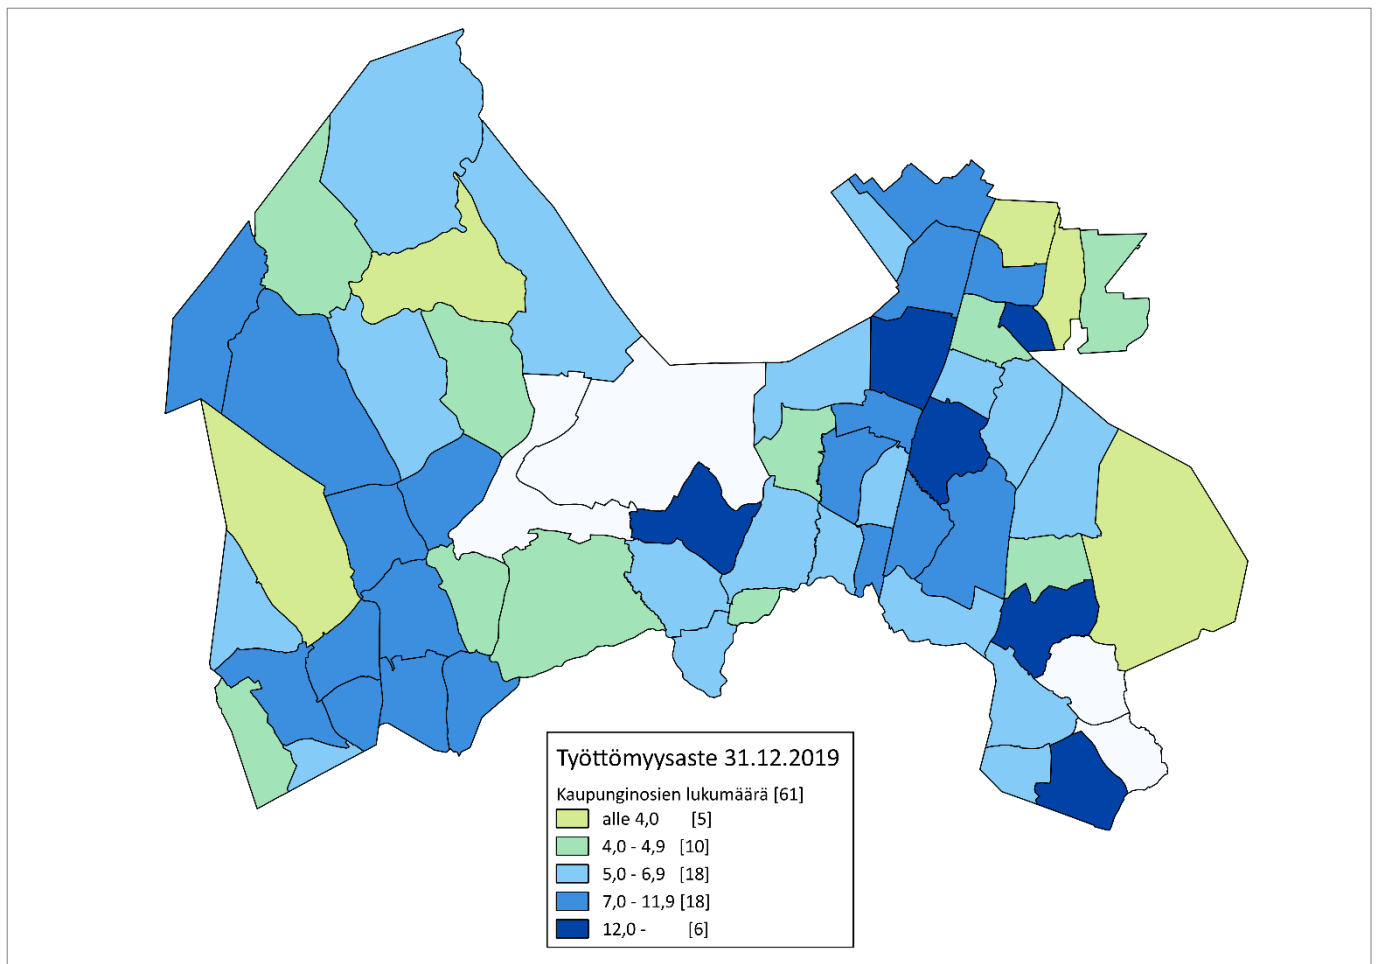 Työttömyysaste 31.12.2019
Kaupunginosien lukumäärä [61]
alle 4,0 [5]
4,0 - 4,9 [10]
5,0 - 6,9 [18]
7,0 - 11,9 [18]
12,0 - [6]